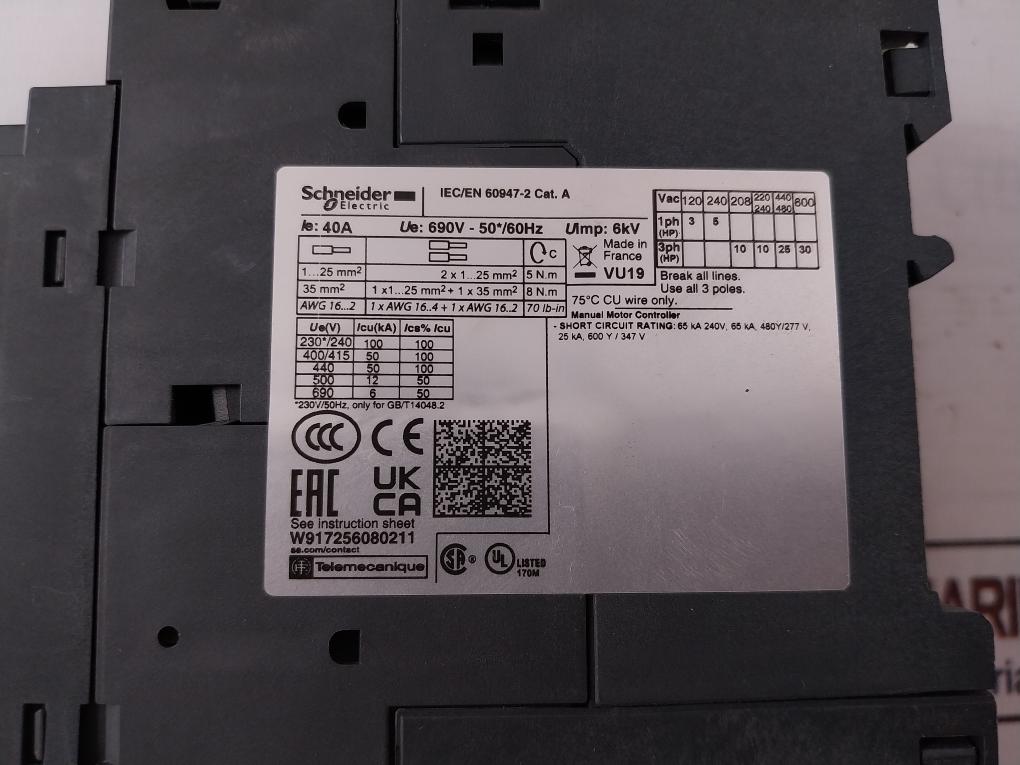 Schneider Electric
IEC/EN 60947-2 Cat. A
Ie: 40A Ue: 690V - 50*/60Hz UImp: 6kV
C
1...25 mm² 2 x 1...25 mm² 5 N.m
35 mm² 1 x1...25 mm² + 1 x 35 mm² 8 N.m
AWG 16...2 1 x AWG 16..4 + 1 x AWG 16..2 70 lb-in
Made in
France
VU19
Vac 120 240 208 220 240 440 480 600
1ph (HP) 3 5
3ph (HP) 10 10 25 30
Break all lines.
Use all 3 poles.
75°C CU wire only.
Manual Motor Controller
- SHORT CIRCUIT RATING: 65 kA 240V, 65 kA, 480Y/277 V,
25 kA, 600 Y / 347 V
Ue(V) Icu(kA) Ics% Icu
230*/240 100 100
400/415 50 100
440 50 100
500 12 50
690 6 50
*230V/50Hz, only for GB/T14048.2
CCC CE
EAC UK
CA
See instruction sheet
W917256080211
se.com/contact
Telemecanique
SA ®
UL LISTED
170M
ARI
ria